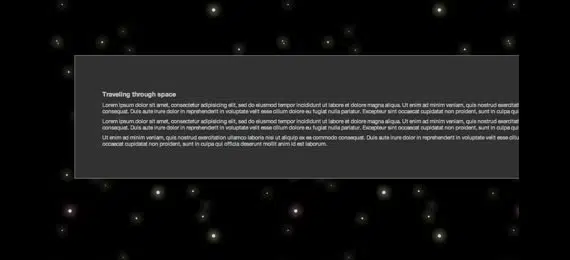 Traveling through space
Lorem ipsum dolor sit amet, consectetur adipisicing elit, sed do eiusmod tempor incididunt ut labore et dolore magna aliqua. Ut enim ad minim veniam, quis nostrud exercitat
consequat. Duis aute irure dolor in reprehenderit in voluptate velit esse cillum dolore eu fugiat nulla pariatur. Excepteur sint occaecat cupidatat non proident, sunt in culpa qui
Lorem ipsum dolor sit amet, consectetur adipisicing elit, sed do eiusmod tempor incididunt ut labore et dolore magna aliqua. Ut enim ad minim veniam, quis nostrud exercitat
consequat. Duis aute irure dolor in reprehenderit in voluptate velit esse cillum dolore eu fugiat nulla pariatur. Excepteur sint occaecat cupidatat non proident, sunt in culpa qui
Ut enim ad minim veniam, quis nostrud exercitation ullamco laboris nisi ut aliquip ex ea commodo consequat. Duis aute irure dolor in reprehenderit in voluptate velit esse cillum
occaecat cupidatat non proident, sunt in culpa qui officia deserunt mollit anim id est laborum.